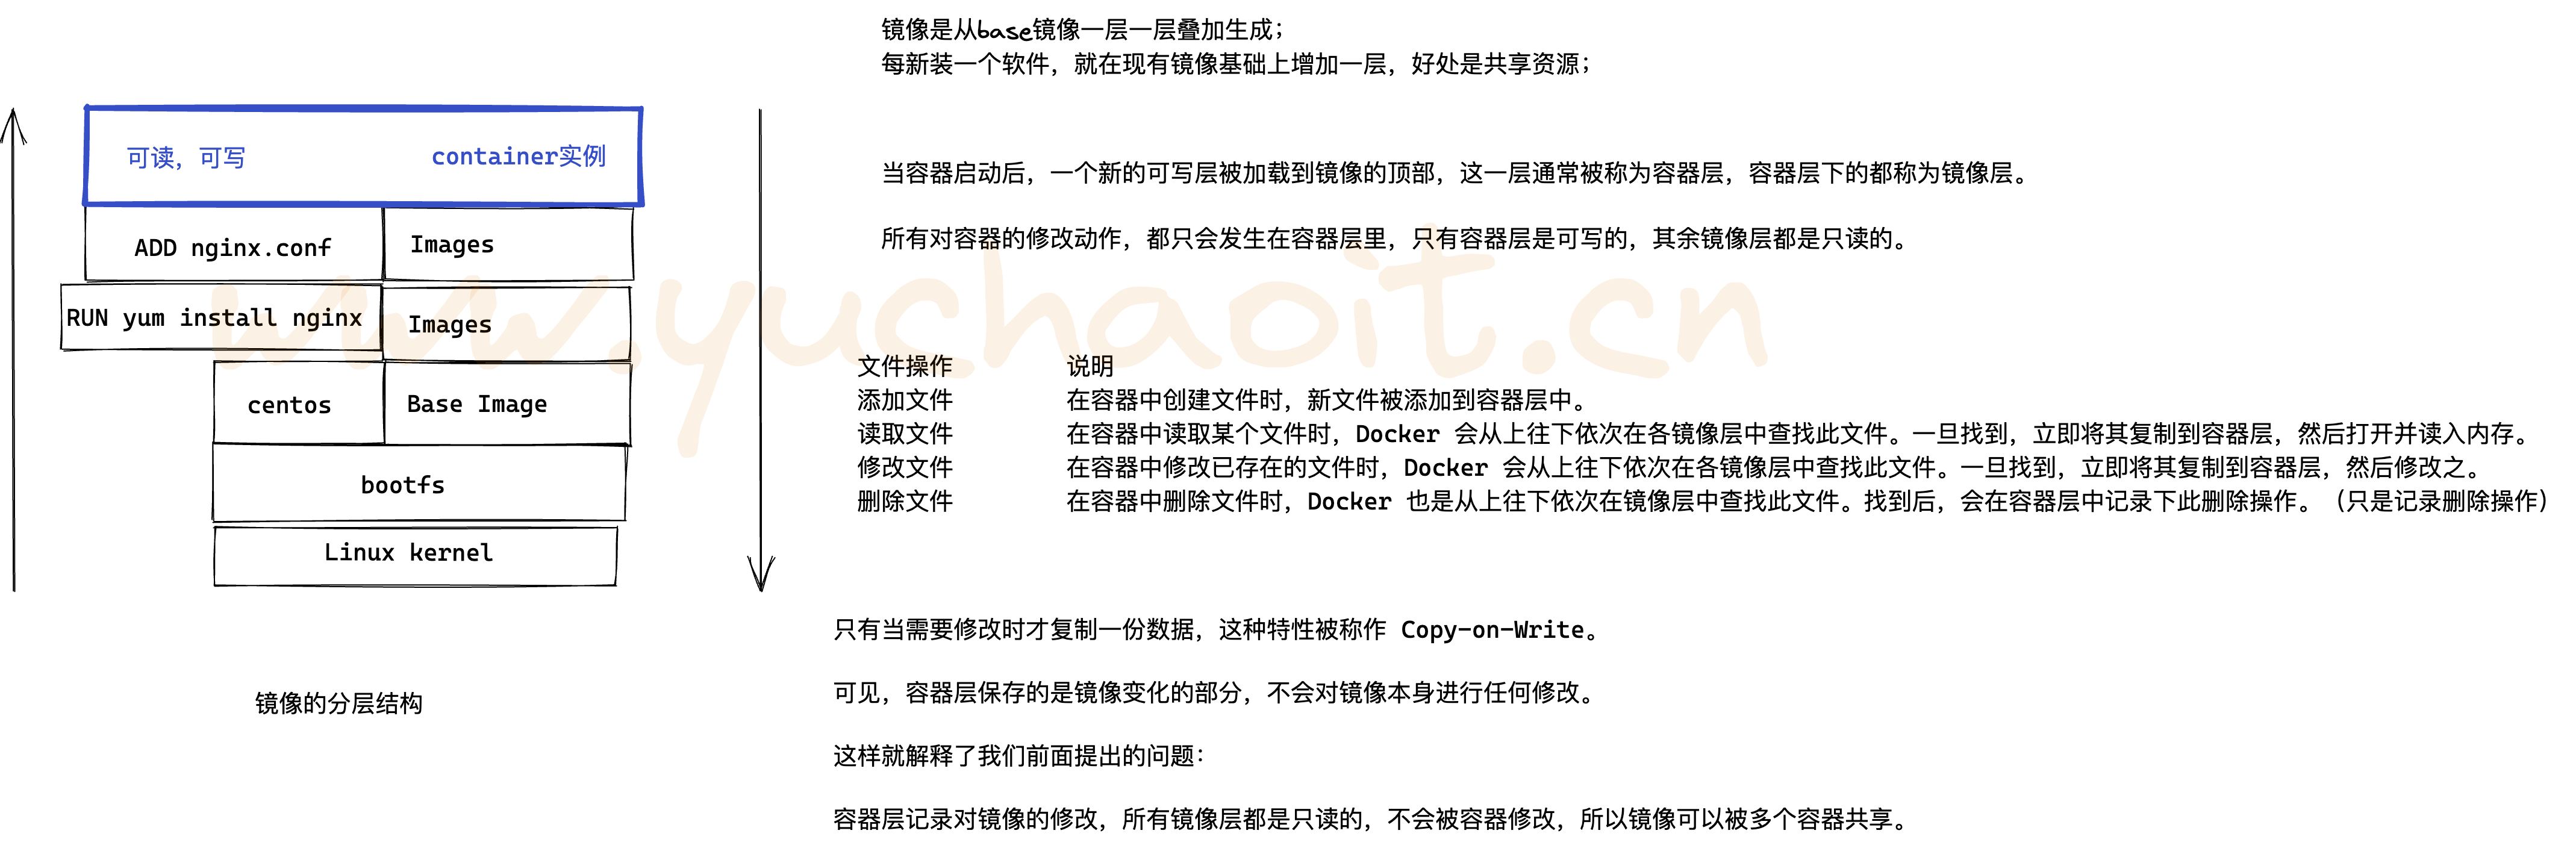 镜像是从base镜像一层一层叠加生成；
每新装一个软件，就在现有镜像基础上增加一层，好处是共享资源；
可读，可写 container实例
当容器启动后，一个新的可写层被加载到镜像的顶部，这一层通常被称为容器层，容器层下的都称为镜像层。
ADD nginx.conf Images
所有对容器的修改动作，都只会发生在容器层里，只有容器层是可写的，其余镜像层都是只读的。
RUN yum install nginx Images
www.yuchaoit.cn
centos Base Image
bootfs
Linux kernel
文件操作 说明
添加文件 在容器中创建文件时，新文件被添加到容器层中。
读取文件 在容器中读取某个文件时，Docker 会从上往下依次在各镜像层中查找此文件。一旦找到，立即将其复制到容器层，然后打开并读入内存。
修改文件 在容器中修改已存在的文件时，Docker 会从上往下依次在各镜像层中查找此文件。一旦找到，立即将其复制到容器层，然后修改之。
删除文件 在容器中删除文件时，Docker 也是从上往下依次在镜像层中查找此文件。找到后，会在容器层中记录下此删除操作。（只是记录删除操作）
只有当需要修改时才复制一份数据，这种特性被称作 Copy-on-Write。
可见，容器层保存的是镜像变化的部分，不会对镜像本身进行任何修改。
镜像的分层结构
这样就解释了我们前面提出的问题：
容器层记录对镜像的修改，所有镜像层都是只读的，不会被容器修改，所以镜像可以被多个容器共享。